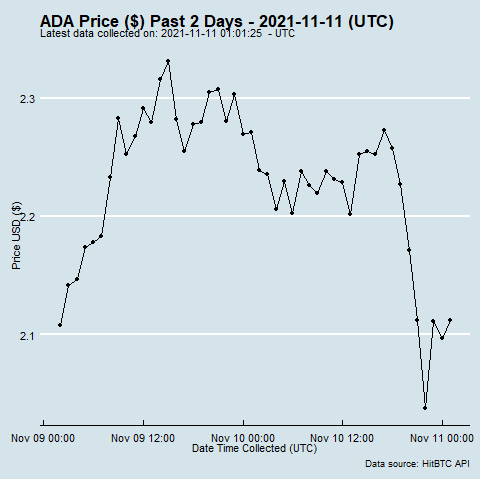 ADA Price ($) Past 2 Days - 2021-11-11 (UTC)
Latest data collected on: 2021-11-11 01:01:25 - UTC
Price USD ($)
2.3
2.2
2.1
Nov 09 00:00
Nov 09 12:00
Nov 10 00:00
Nov 10 12:00
Nov 11 00:00
Date Time Collected (UTC)
Data source: HitBTC API